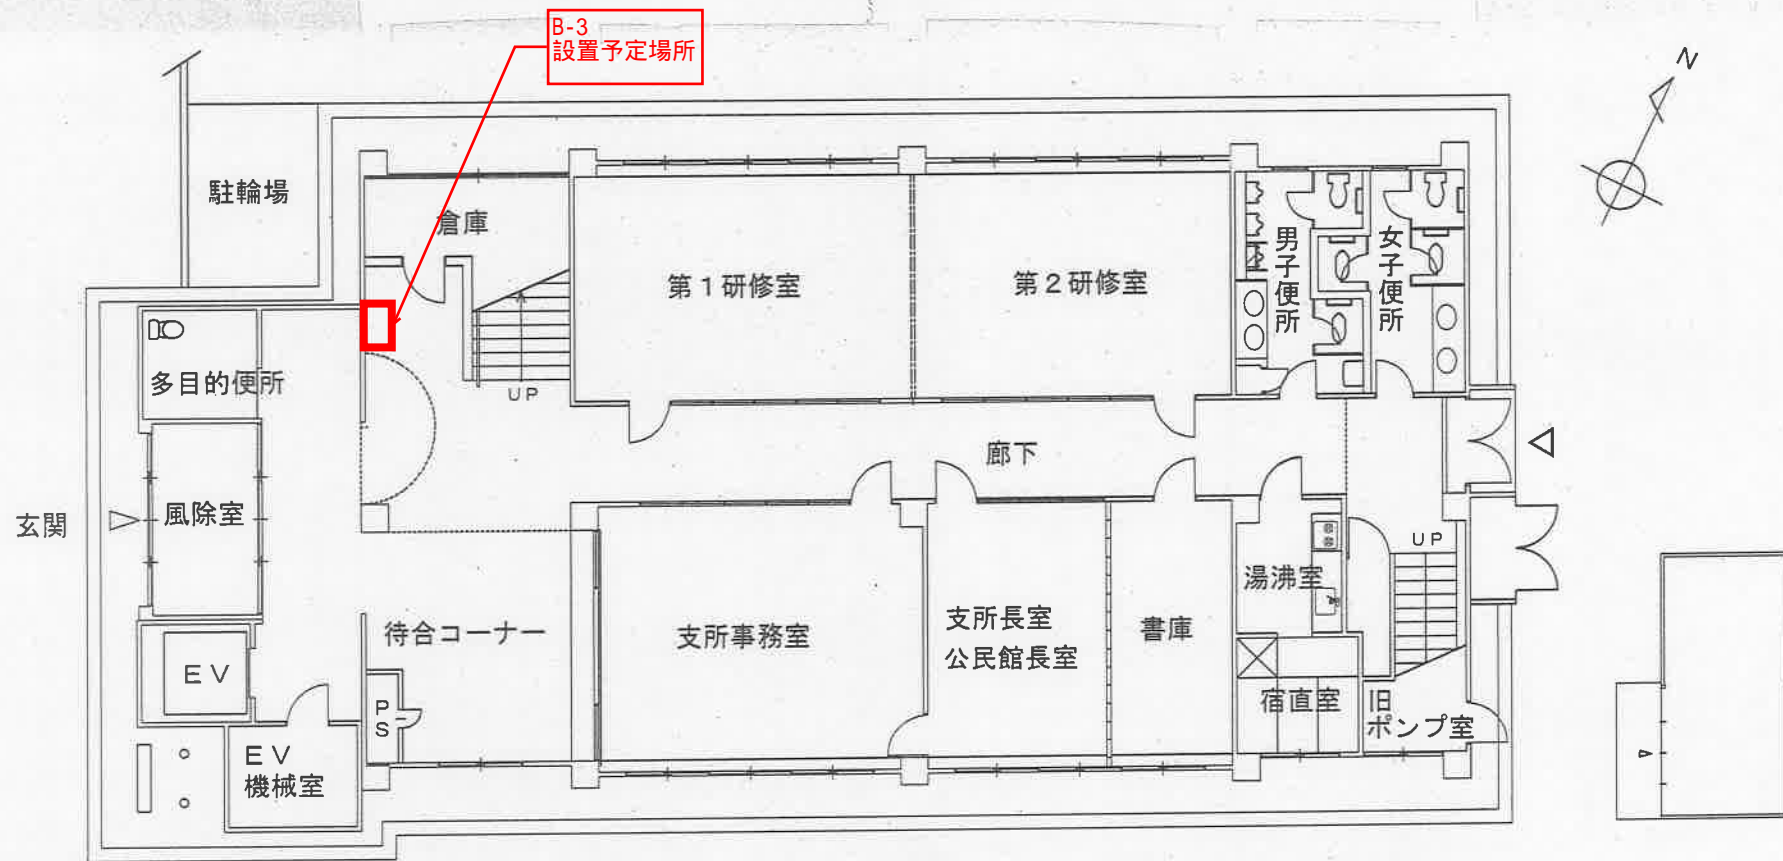 B-3
設置予定場所
N
駐輪場
倉庫
第1研修室
第2研修室
男子便所
女子便所
多目的便所
UP
廊下
玄関
風除室
UP
湯沸室
待合コーナー
支所事務室
支所長室
公民館長室
書庫
EV
PS
宿直室
旧
ポンプ室
EV
機械室